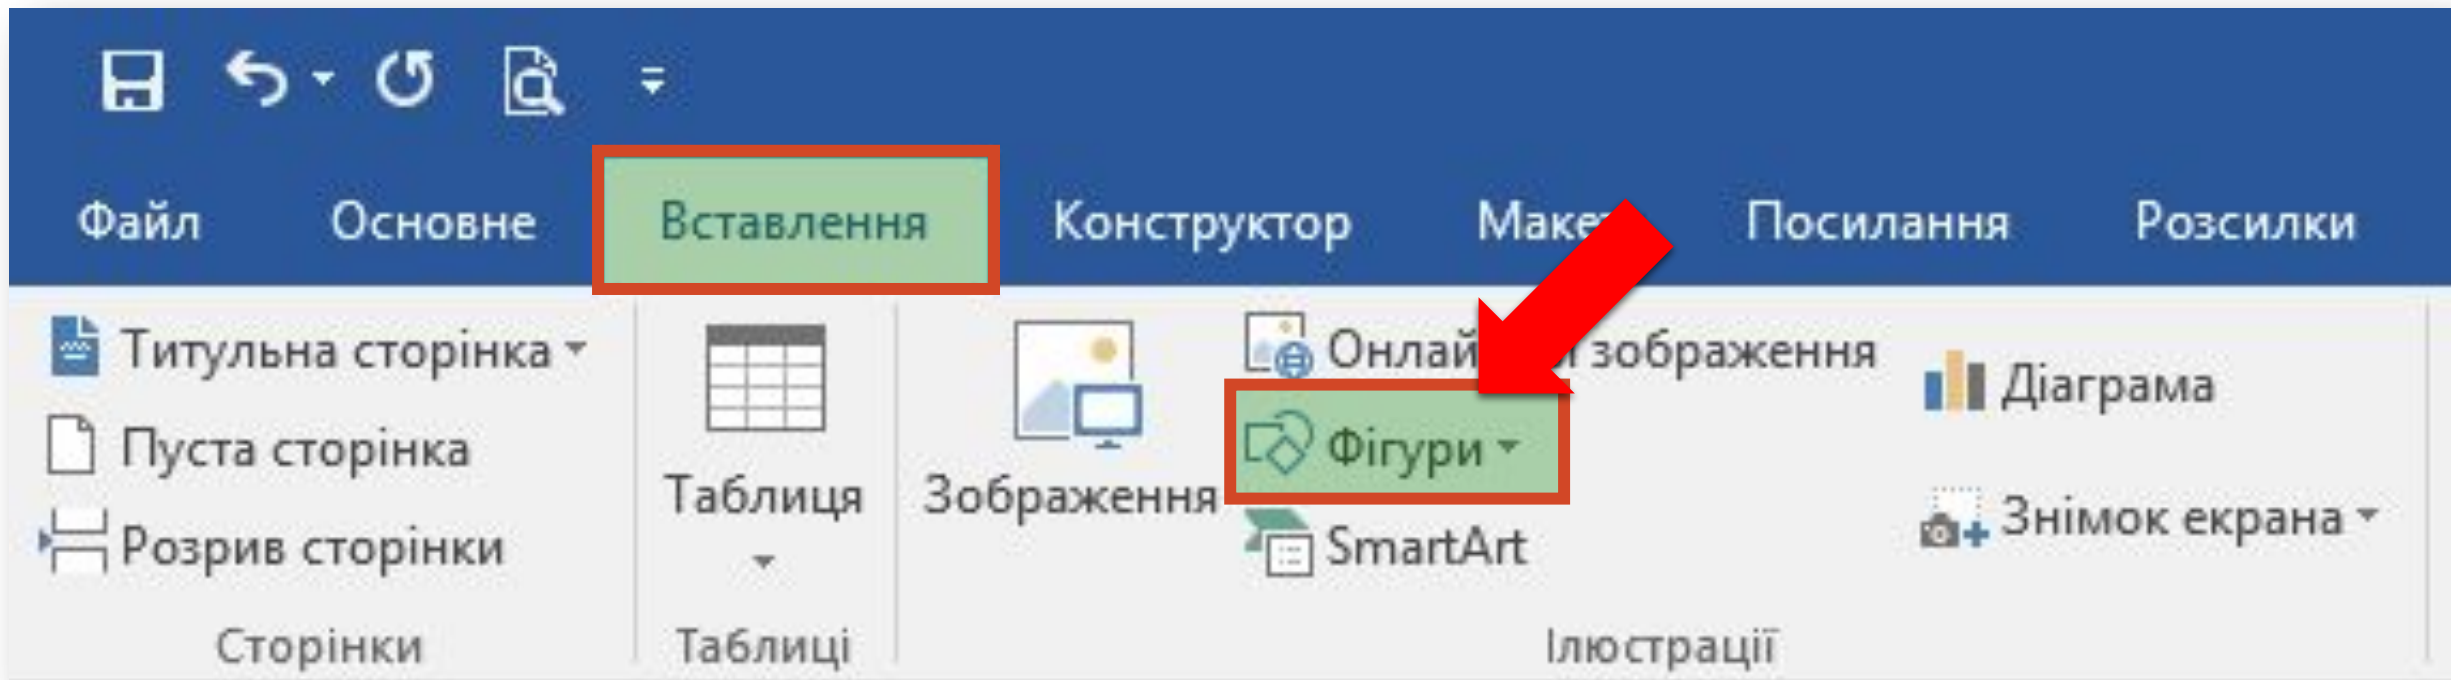 Файл Основне Вставлення Конструктор Посилання Розсилки
Титульна сторінка
Пуста сторінка
Розрив сторінки
Сторінки
Таблиця
Таблиці
Зображення
зображення
Фігури
SmartArt
Діаграма
Знімок екрана
Ілюстрації